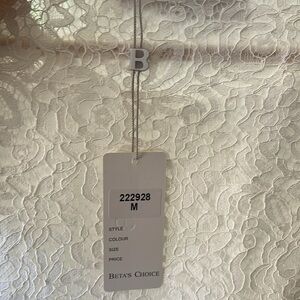 B
222928
M
STYLE
COLOUR
SIZE
PRICE
BETA'S CHOICE